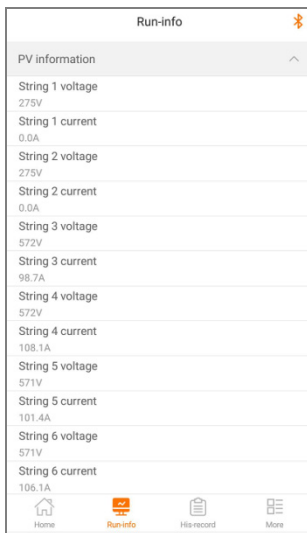 Run-info
PV information
String 1 voltage
275V
String 1 current
0.0A
String 2 voltage
275V
String 2 current
0.0A
String 3 voltage
572V
String 3 current
98.7A
String 4 voltage
572V
String 4 current
108.1A
String 5 voltage
571V
String 5 current
101.4A
String 6 voltage
571V
String 6 current
106.1A
Home Run-info His-record More